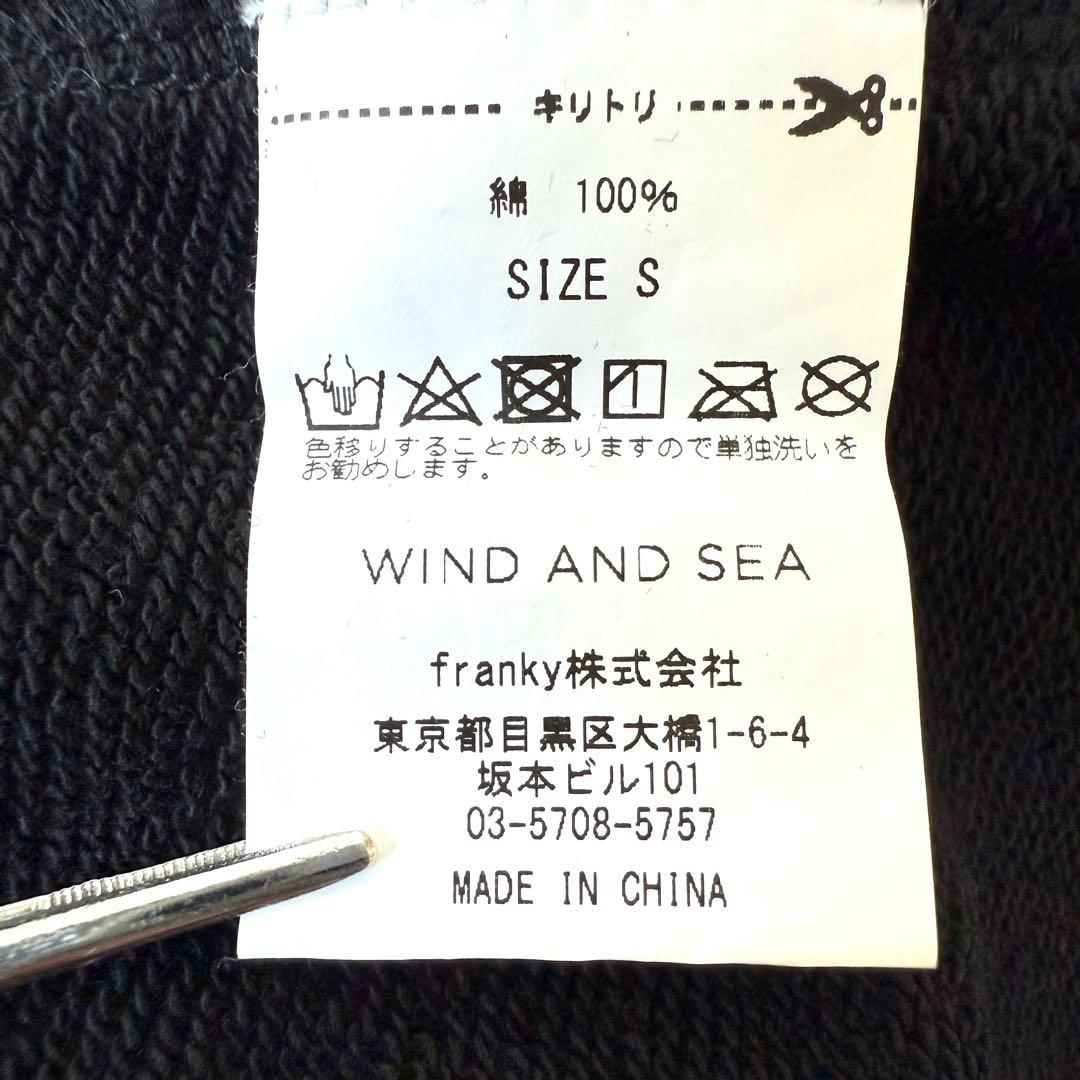 キリトリ
綿　100%
SIZE S
色移りすることがありますので単独洗いを
お勧めします。
WIND AND SEA
franky株式会社
東京都目黒区大橋1-6-4
坂本ビル101
03-5708-5757
MADE IN CHINA